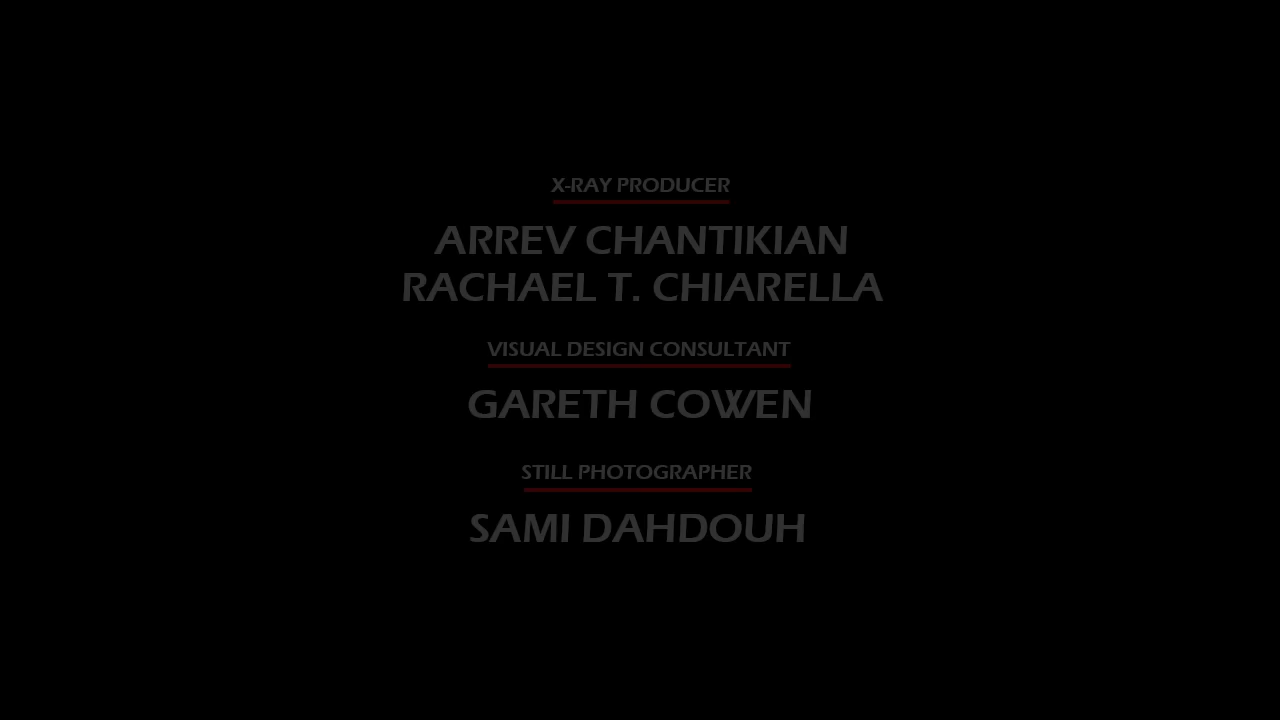 X-RAY PRODUCER
ARREV CHANTIKIAN
RACHAEL T. CHIARELLA
VISUAL DESIGN CONSULTANT
GARETH COWEN
STILL PHOTOGRAPHER
SAMI DAHDOUH